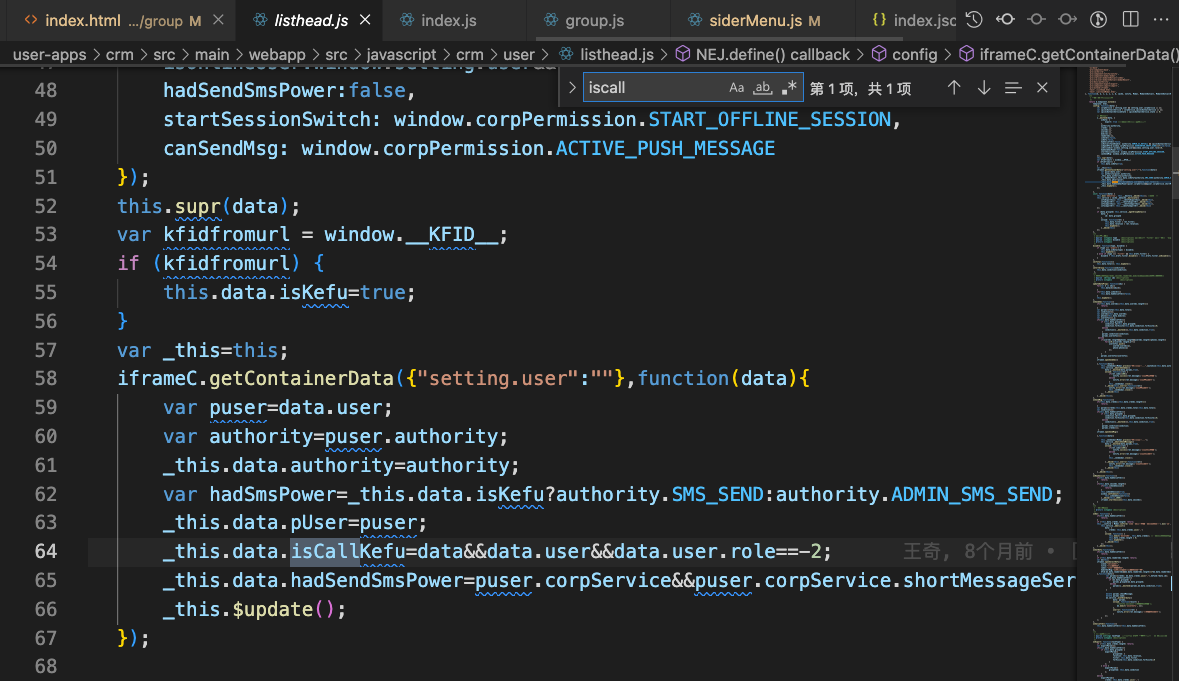 index.html .../group M
listhead.js
index.js
group.js
siderMenu.js M
index.jsc
user-apps > crm > src > main > webapp > src > javascript > crm > user > listhead.js > NEJ.define() callback > config > iframeC.getContainerData()
iscall Aa ab 第 1 项，共 1 项
48 hadSendSmsPower:false,
49 startSessionSwitch: window.corpPermission.START_OFFLINE_SESSION,
50 canSendMsg: window.corpPermission.ACTIVE_PUSH_MESSAGE
51 });
52 this.supr(data);
53 var kfidfromurl = window.__KFID__;
54 if (kfidfromurl) {
55 this.data.isKefu=true;
56 }
57 var _this=this;
58 iframeC.getContainerData({"setting.user":""},function(data){
59 var puser=data.user;
60 var authority=puser.authority;
61 _this.data.authority=authority;
62 var hadSmsPower=_this.data.isKefu?authority.SMS_SEND:authority.ADMIN_SMS_SEND;
63 _this.data.pUser=puser;
64 _this.data.isCallKefu=data&&data.user&&data.user.role==-2; 王奇, 8个月前 •
65 _this.data.hadSendSmsPower=puser.corpService&&puser.corpService.shortMessageSer
66 _this.$update();
67 });
68